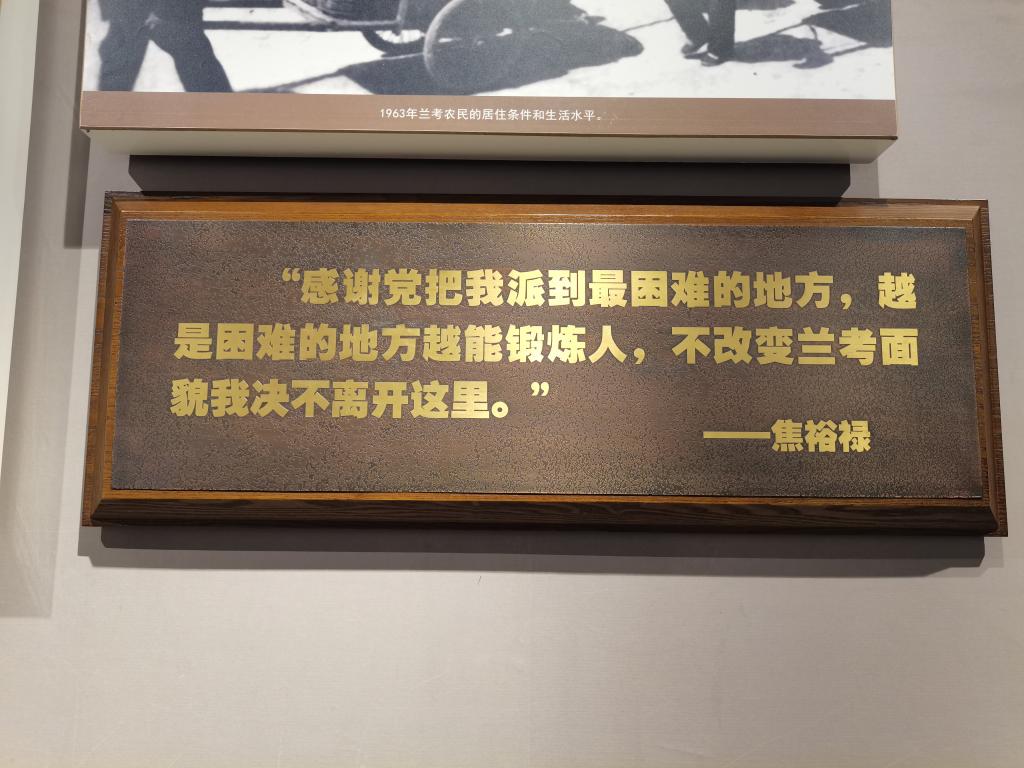 1963年兰考农民的居住条件和生活水平。
“感谢党把我派到最困难的地方，越
是困难的地方越能锻炼人，不改变兰考面
貌我决不离开这里。”
——焦裕禄